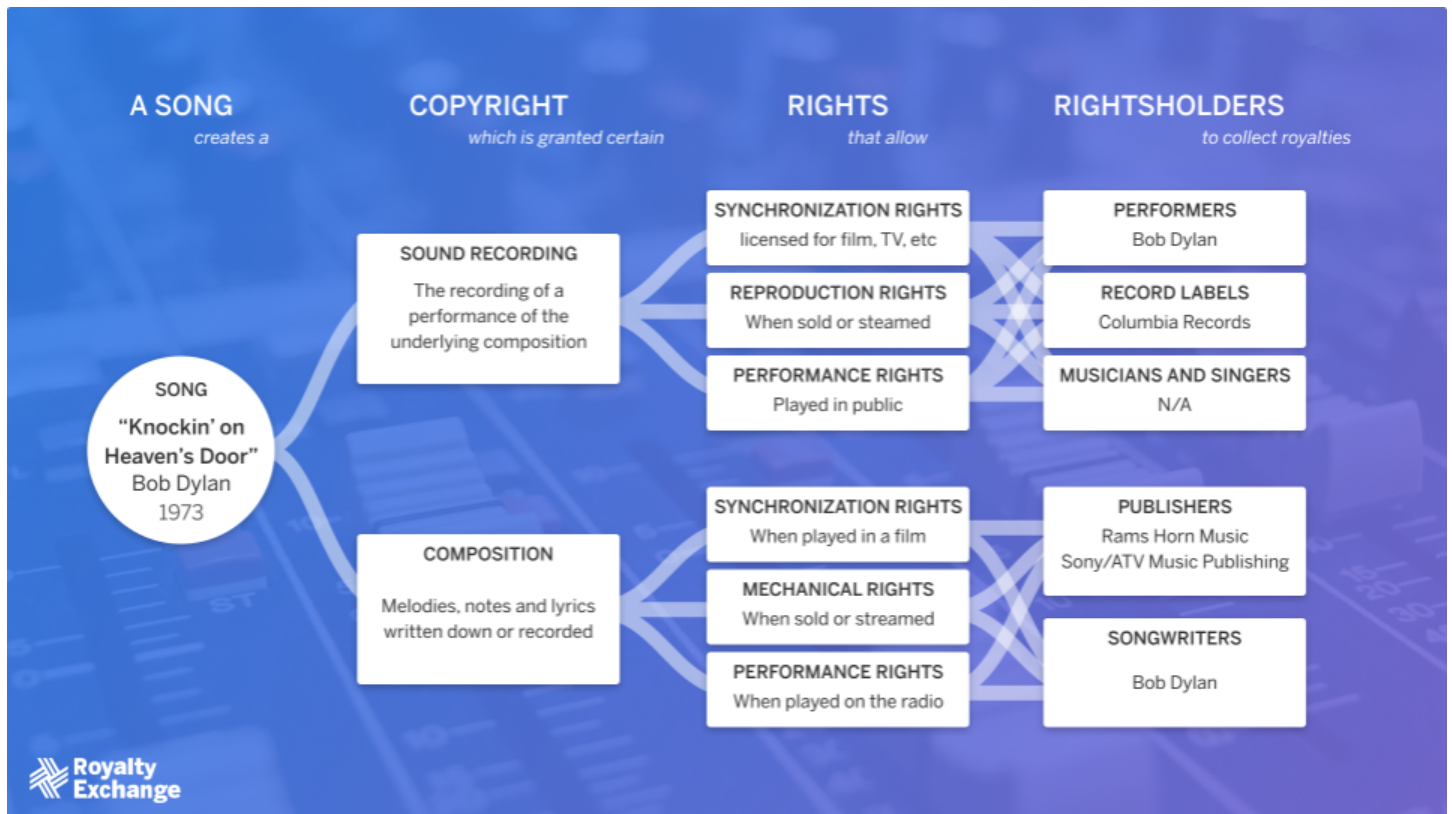 A SONG
creates a
COPYRIGHT
which is granted certain
RIGHTS
that allow
RIGHTSHOLDERS
to collect royalties
SONG
“Knockin’ on
Heaven’s Door”
Bob Dylan
1973
SOUND RECORDING
The recording of a
performance of the
underlying composition
COMPOSITION
Melodies, notes and lyrics
written down or recorded
SYNCHRONIZATION RIGHTS
licensed for film, TV, etc
REPRODUCTION RIGHTS
When sold or steamed
PERFORMANCE RIGHTS
Played in public
SYNCHRONIZATION RIGHTS
When played in a film
MECHANICAL RIGHTS
When sold or streamed
PERFORMANCE RIGHTS
When played on the radio
PERFORMERS
Bob Dylan
RECORD LABELS
Columbia Records
MUSICIANS AND SINGERS
N/A
PUBLISHERS
Rams Horn Music
Sony/ATV Music Publishing
SONGWRITERS
Bob Dylan
Royalty
Exchange